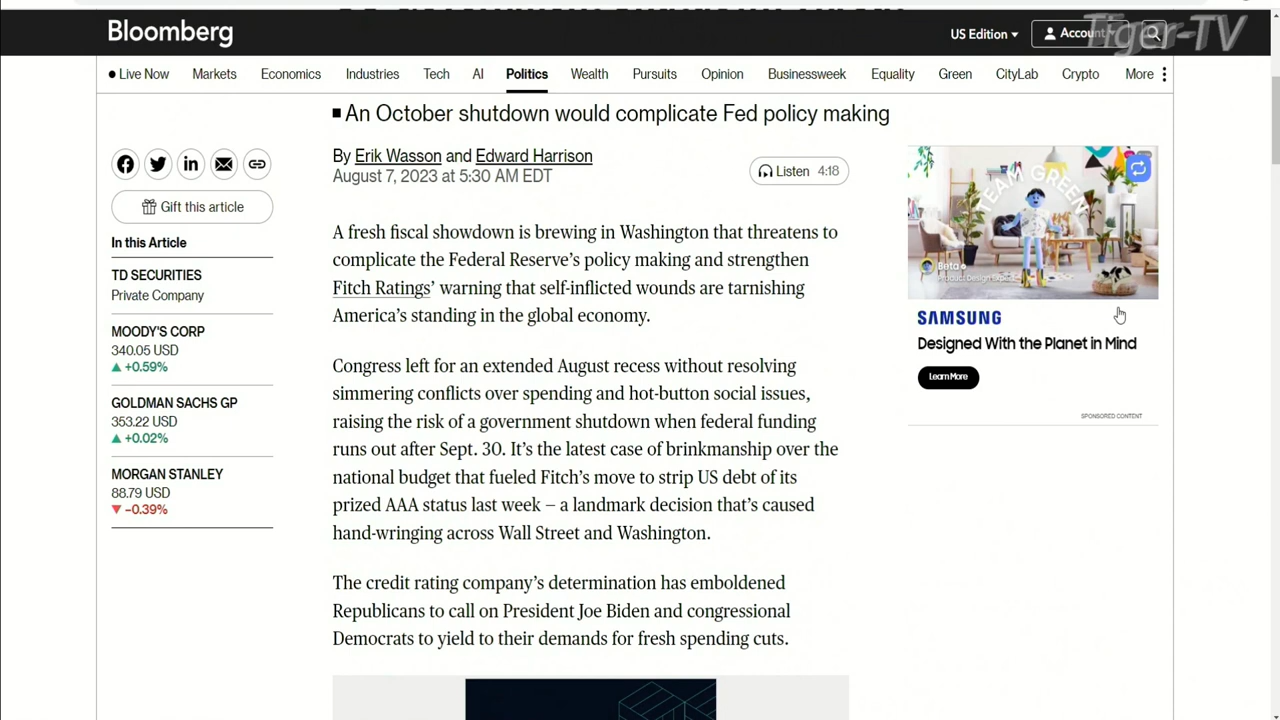 Bloomberg
US Edition
Account
Tiger-TV
Live Now
Markets
Economics
Industries
Tech
AI
Politics
Wealth
Pursuits
Opinion
Businessweek
Equality
Green
CityLab
Crypto
More
An October shutdown would complicate Fed policy making
By Erik Wasson and Edward Harrison
August 7, 2023 at 5:30 AM EDT
Listen 4:18
Gift this article
In this Article
TD SECURITIES
Private Company
MOODY'S CORP
340.05 USD
▲ +0.59%
GOLDMAN SACHS GP
353.22 USD
▲ +0.02%
MORGAN STANLEY
88.79 USD
▼ −0.39%
A fresh fiscal showdown is brewing in Washington that threatens to
complicate the Federal Reserve's policy making and strengthen
Fitch Ratings' warning that self-inflicted wounds are tarnishing
America's standing in the global economy.
Congress left for an extended August recess without resolving
simmering conflicts over spending and hot-button social issues,
raising the risk of a government shutdown when federal funding
runs out after Sept. 30. It's the latest case of brinkmanship over the
national budget that fueled Fitch's move to strip US debt of its
prized AAA status last week — a landmark decision that's caused
hand-wringing across Wall Street and Washington.
The credit rating company's determination has emboldened
Republicans to call on President Joe Biden and congressional
Democrats to yield to their demands for fresh spending cuts.
TEAM GREEN
Beta
Product Design Expert
SAMSUNG
Designed With the Planet in Mind
Learn More
SPONSORED CONTENT